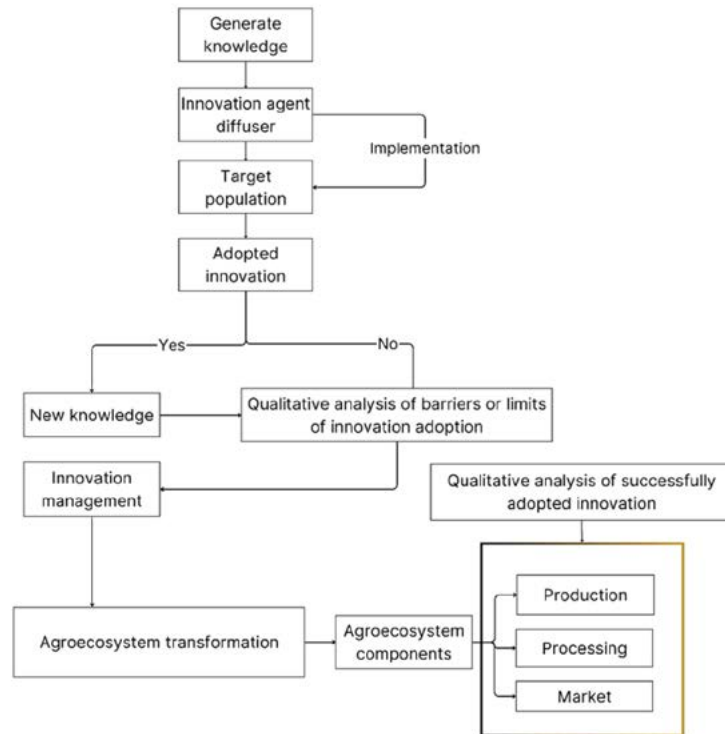 Generate
knowledge
Innovation agent
diffuser
Implementation
Target
population
Adopted
innovation
Yes
No
New knowledge
Qualitative analysis of barriers or limits
of innovation adoption
Innovation
management
Qualitative analysis of successfully
adopted innovation
Production
Agroecosystem transformation
Agroecosystem
components
Processing
Market